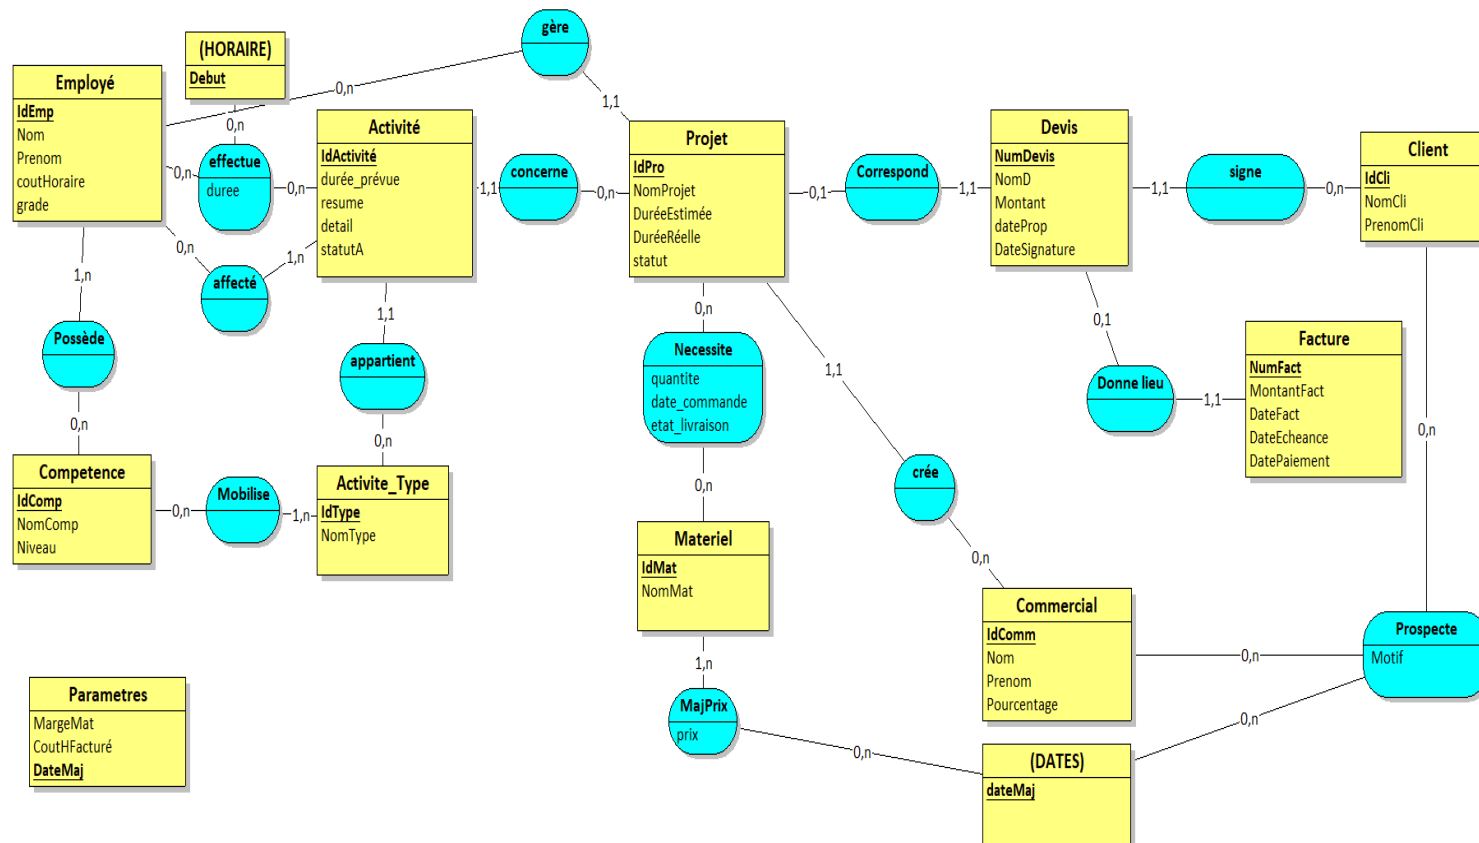 gère
(HORAIRE)
Debut
Employé
IdEmp
Nom
Prenom
coutHoraire
grade
0,n
1,1
0,n
Activité
IdActivité
durée_prévue
resume
detail
statutA
effectue
duree
0,n
0,n
concerne
1,1
0,n
Projet
IdPro
NomProjet
DuréeEstimée
DuréeRéelle
statut
Correspond
0,1
1,1
Devis
NumDevis
NomD
Montant
dateProp
DateSignature
signe
1,1
0,n
Client
IdCli
NomCli
PrenomCli
affecté
0,n
1,n
1,n
Possède
0,n
1,1
appartient
0,n
0,n
Necessite
quantite
date_commande
etat_livraison
0,n
1,1
0,1
Donne lieu
1,1
Facture
NumFact
MontantFact
DateFact
DateEcheance
DatePaiement
0,n
Competence
IdComp
NomComp
Niveau
0,n
Mobilise
1,n
Activite_Type
IdType
NomType
crée
0,n
Materiel
IdMat
NomMat
Commercial
IdComm
Nom
Prenom
Pourcentage
0,n
Prospecte
Motif
1,n
MajPrix
prix
0,n
0,n
(DATES)
dateMaj
Parametres
MargeMat
CoutHFacturé
DateMaj